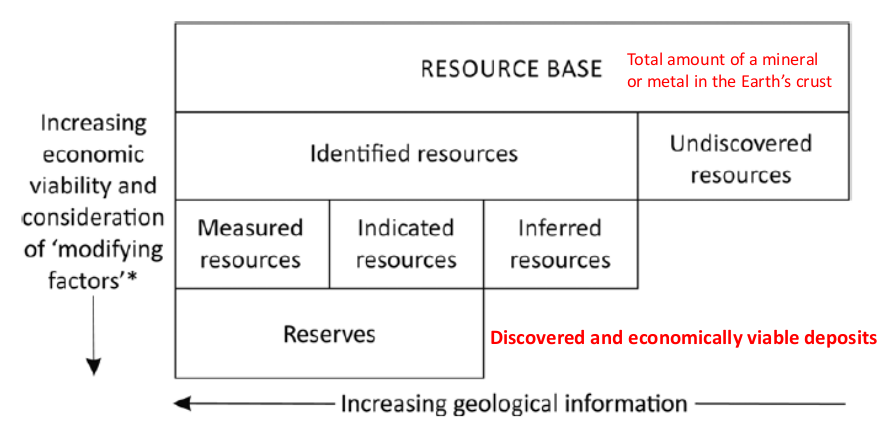 RESOURCE BASE
Total amount of a mineral
or metal in the Earth’s crust
Increasing
economic
viability and
consideration
of ‘modifying
factors’*
Identified resources
Undiscovered
resources
Measured
resources
Indicated
resources
Inferred
resources
Reserves
Discovered and economically viable deposits
Increasing geological information